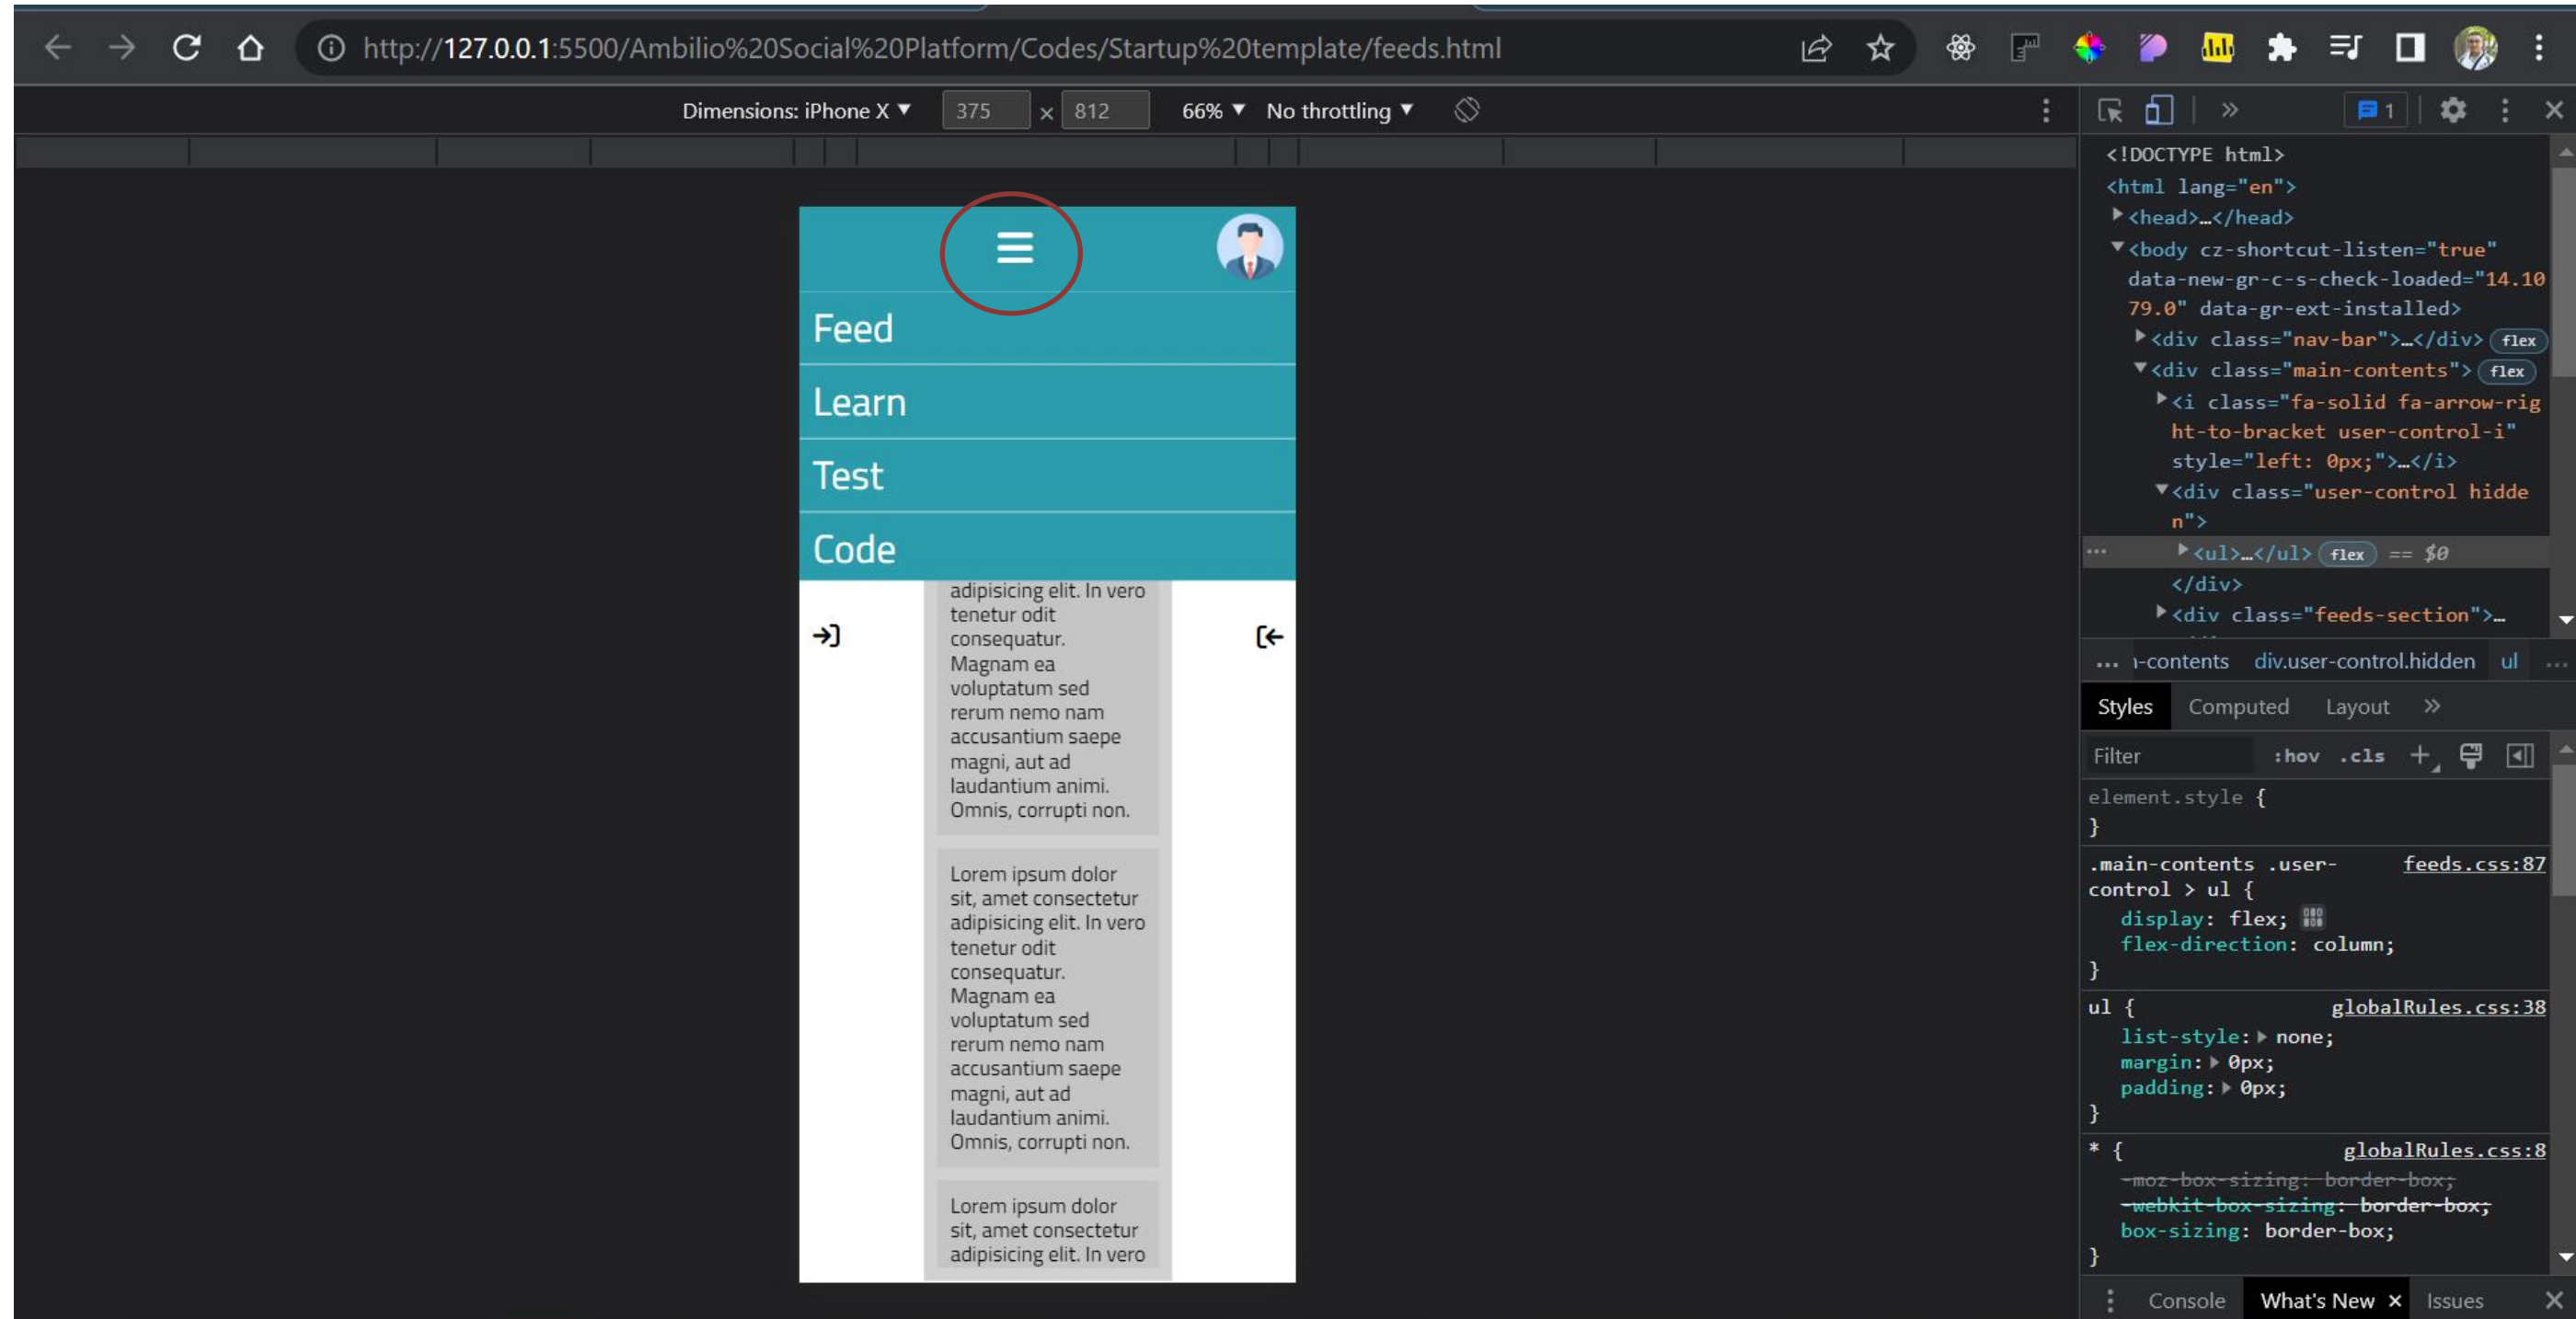 http://127.0.0.1:5500/Ambilio%20Social%20Platform/Codes/Startup%20template/feeds.html
Dimensions: iPhone X ▼ 375 × 812 66% ▼ No throttling ▼
1
Feed
Learn
Test
Code
adipisicing elit. In vero
tenetur odit
consequatur.
Magnam ea
voluptatum sed
rerum nemo nam
accusantium saepe
magni, aut ad
laudantium animi.
Omnis, corrupti non.
Lorem ipsum dolor
sit, amet consectetur
adipisicing elit. In vero
tenetur odit
consequatur.
Magnam ea
voluptatum sed
rerum nemo nam
accusantium saepe
magni, aut ad
laudantium animi.
Omnis, corrupti non.
Lorem ipsum dolor
sit, amet consectetur
adipisicing elit. In vero
<!DOCTYPE html>
<html lang="en">
<head>…</head>
<body cz-shortcut-listen="true"
data-new-gr-c-s-check-loaded="14.10
79.0" data-gr-ext-installed>
<div class="nav-bar">…</div> flex
<div class="main-contents"> flex
<i class="fa-solid fa-arrow-rig
ht-to-bracket user-control-i"
style="left: 0px;">…</i>
<div class="user-control hidde
n">
… <ul>…</ul> flex == $0
</div>
<div class="feeds-section">…
… -contents div.user-control.hidden ul …
Styles Computed Layout »
Filter :hov .cls +
element.style {
}
.main-contents .user- feeds.css:87
control > ul {
display: flex;
flex-direction: column;
}
ul { globalRules.css:38
list-style: none;
margin: 0px;
padding: 0px;
}
* { globalRules.css:8
-moz-box-sizing: border-box;
-webkit-box-sizing: border-box;
box-sizing: border-box;
}
Console What's New × Issues